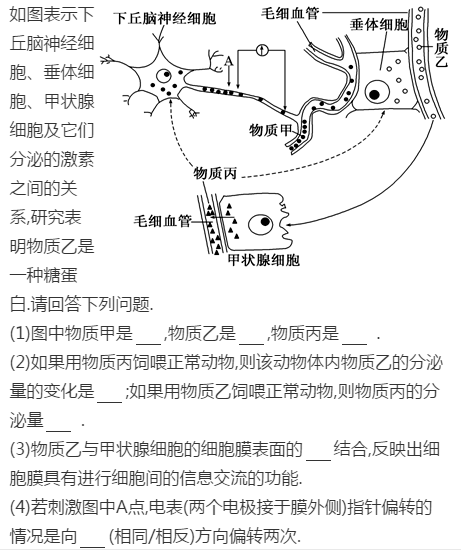 如图表示下
丘脑神经细
胞、垂体细
胞、甲状腺
细胞及它们
分泌的激素
之间的关
系,研究表
明物质乙是
一种糖蛋
白.请回答下列问题.
下丘脑神经细胞
毛细血管
垂体细胞
物质乙
A
物质甲
物质丙
毛细血管
甲状腺细胞
(1)图中物质甲是___,物质乙是___,物质丙是___ .
(2)如果用物质丙饲喂正常动物,则该动物体内物质乙的分泌
量的变化是___;如果用物质乙饲喂正常动物,则物质丙的分
泌量___ .
(3)物质乙与甲状腺细胞的细胞膜表面的___结合,反映出细
胞膜具有进行细胞间的信息交流的功能.
(4)若刺激图中A点,电表(两个电极接于膜外侧)指针偏转的
情况是向___(相同/相反)方向偏转两次.